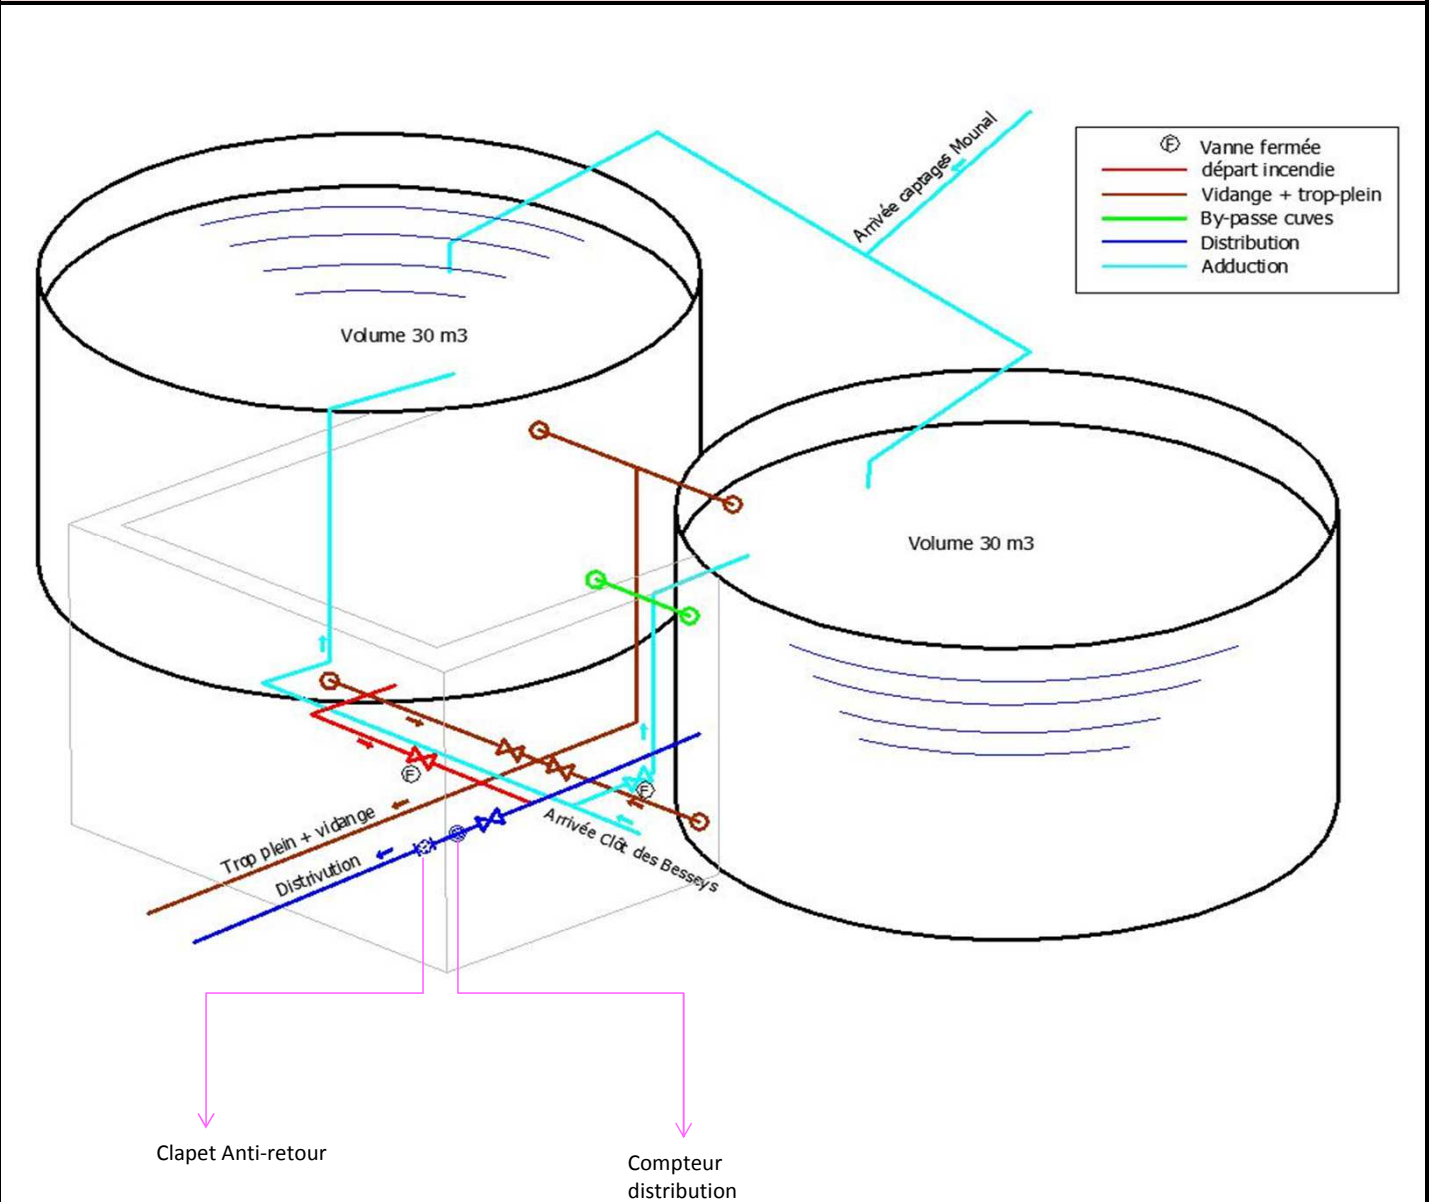 Arrivée captages Mounal
Ⓕ Vanne fermée
départ incendie
Vidange + trop-plein
By-passe cuves
Distribution
Adduction
Volume 30 m3
Volume 30 m3
Ⓕ
Ⓕ
Arrivée Clôt des Besseys
Trop plein + vidange
Distrivution
Clapet Anti-retour
Compteur
distribution